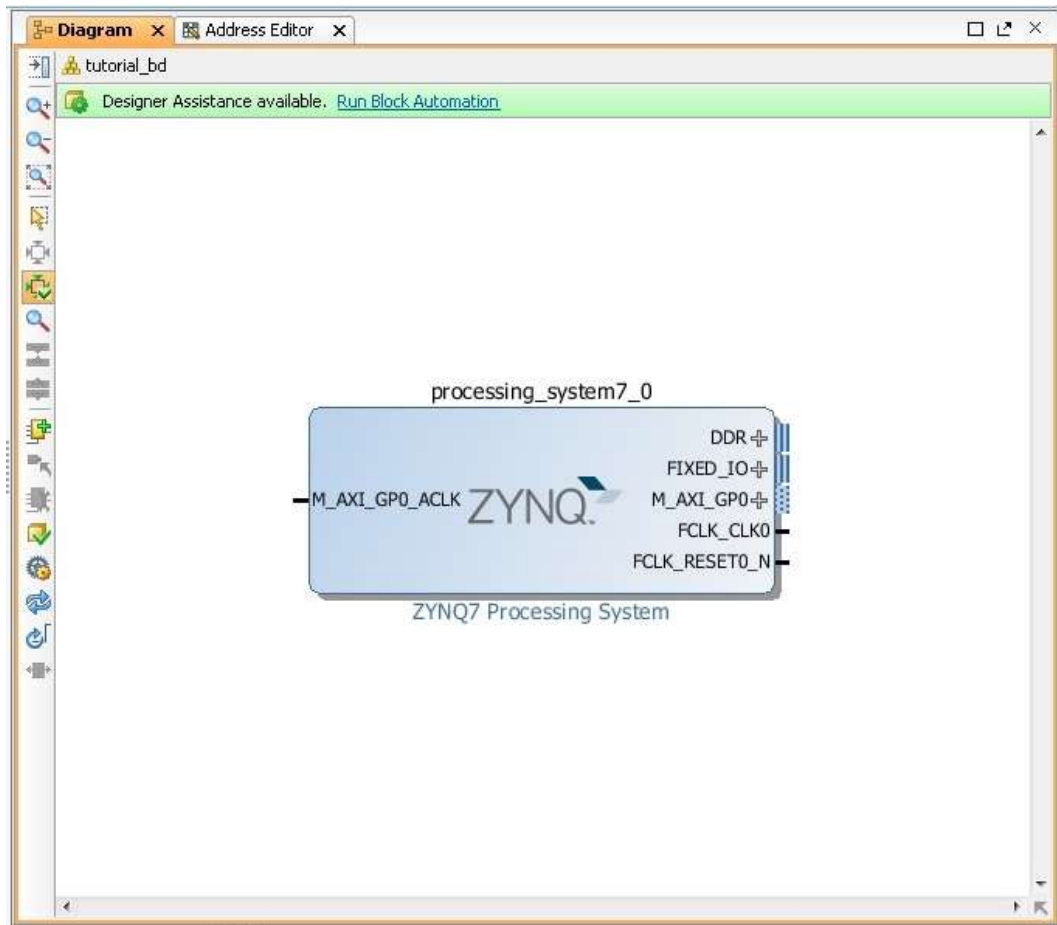 Diagram Address Editor
tutorial_bd
Designer Assistance available. Run Block Automation
processing_system7_0
DDR
FIXED_IO
M_AXI_GP0_ACLK ZYNQ. M_AXI_GP0
FCLK_CLK0
FCLK_RESET0_N
ZYNQ7 Processing System